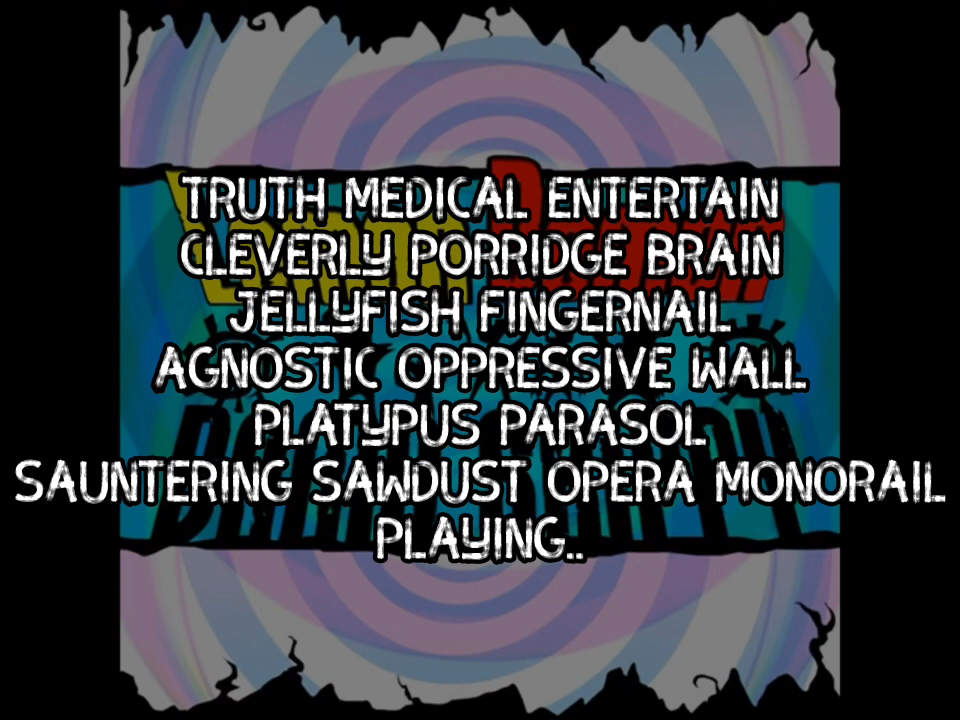 TRUTH MEDICAL ENTERTAIN
CLEVERLY PORRIDGE BRAIN
JELLYFISH FINGERNAIL
AGNOSTIC OPPRESSIVE WALL
PLATYPUS PARASOL
SAUNTERING SAWDUST OPERA MONORAIL
PLAYING..